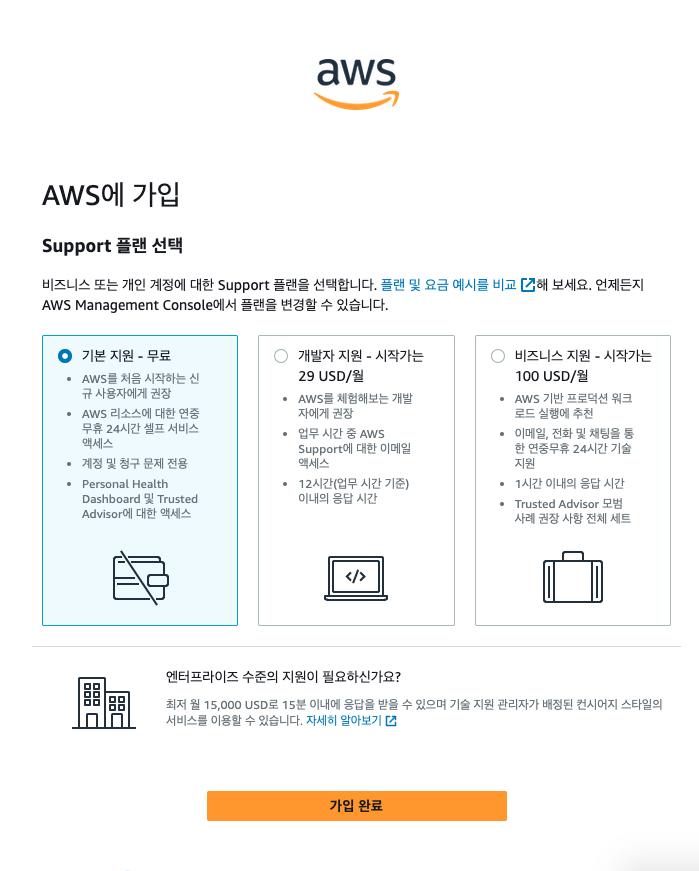 aws
AWS에 가입
Support 플랜 선택
비즈니스 또는 개인 계정에 대한 Support 플랜을 선택합니다. 플랜 및 요금 예시를 비교해 보세요. 언제든지
AWS Management Console에서 플랜을 변경할 수 있습니다.
기본 지원 - 무료
• AWS를 처음 시작하는 신
규 사용자에게 권장
• AWS 리소스에 대한 연중
무휴 24시간 셀프 서비스
액세스
• 계정 및 청구 문제 전용
• Personal Health
Dashboard 및 Trusted
Advisor에 대한 액세스
개발자 지원 - 시작가는
29 USD/월
• AWS를 체험해보는 개발
자에게 권장
• 업무 시간 중 AWS
Support에 대한 이메일
액세스
• 12시간(업무 시간 기준)
이내의 응답 시간
</>
비즈니스 지원 - 시작가는
100 USD/월
• AWS 기반 프로덕션 워크
로드 실행에 추천
• 이메일, 전화 및 채팅을 통
한 연중무휴 24시간 기술
지원
• 1시간 이내의 응답 시간
• Trusted Advisor 모범
사례 권장 사항 전체 세트
엔터프라이즈 수준의 지원이 필요하신가요?
최저 월 15,000 USD로 15분 이내에 응답을 받을 수 있으며 기술 지원 관리자가 배정된 컨시어지 스타일의
서비스를 이용할 수 있습니다. 자세히 알아보기
가입 완료